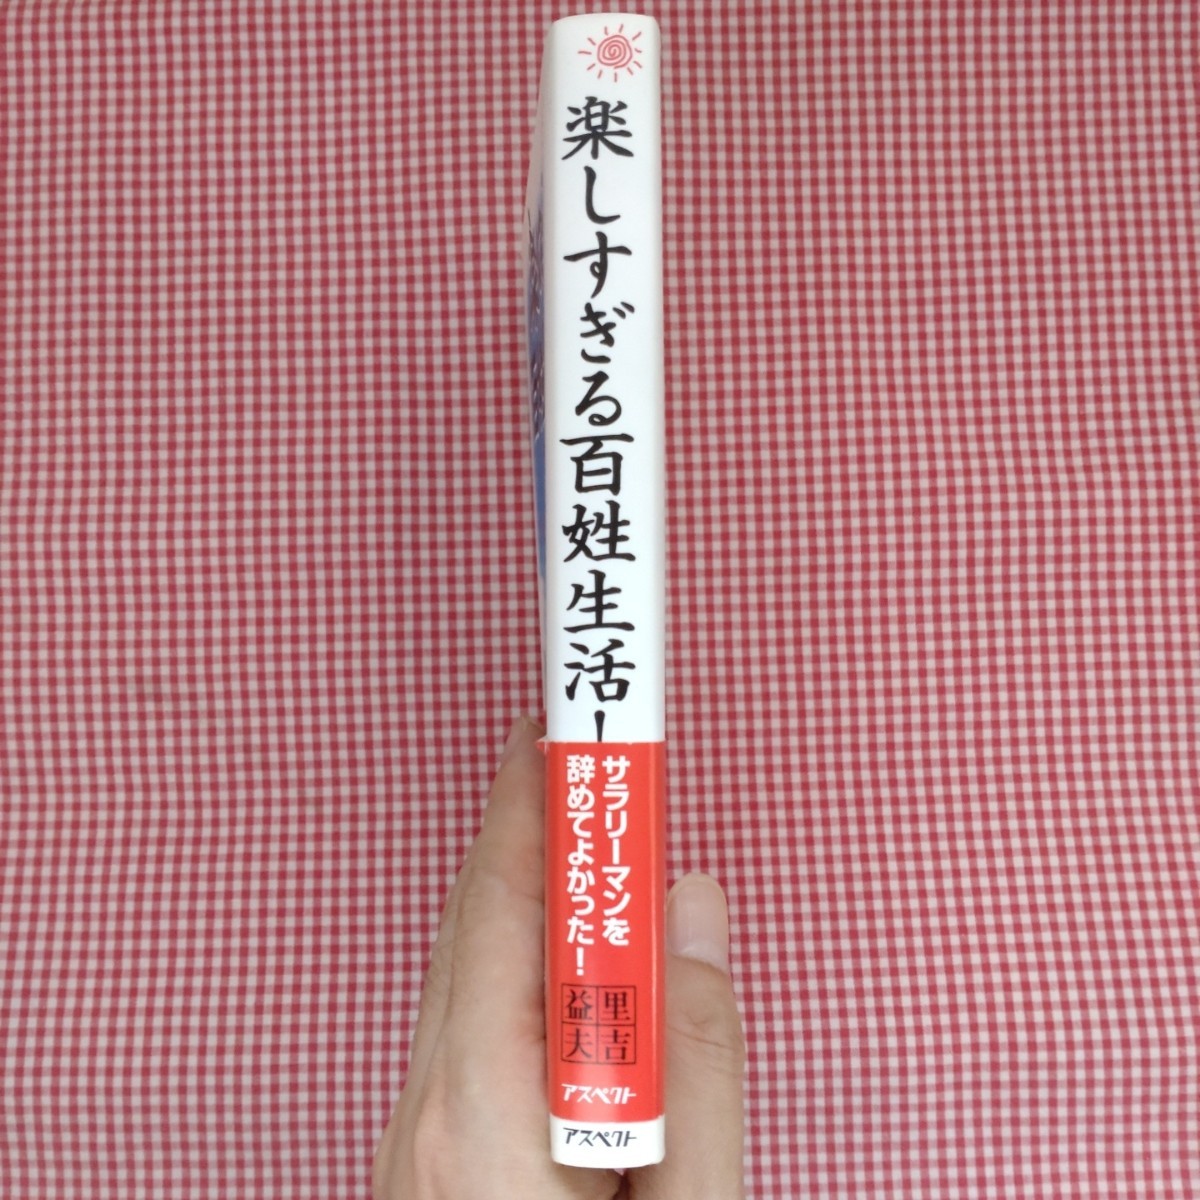 楽しすぎる百姓生活!
サラリーマンを
辞めてよかった!
里吉
益夫
アスペクト
アスペクト